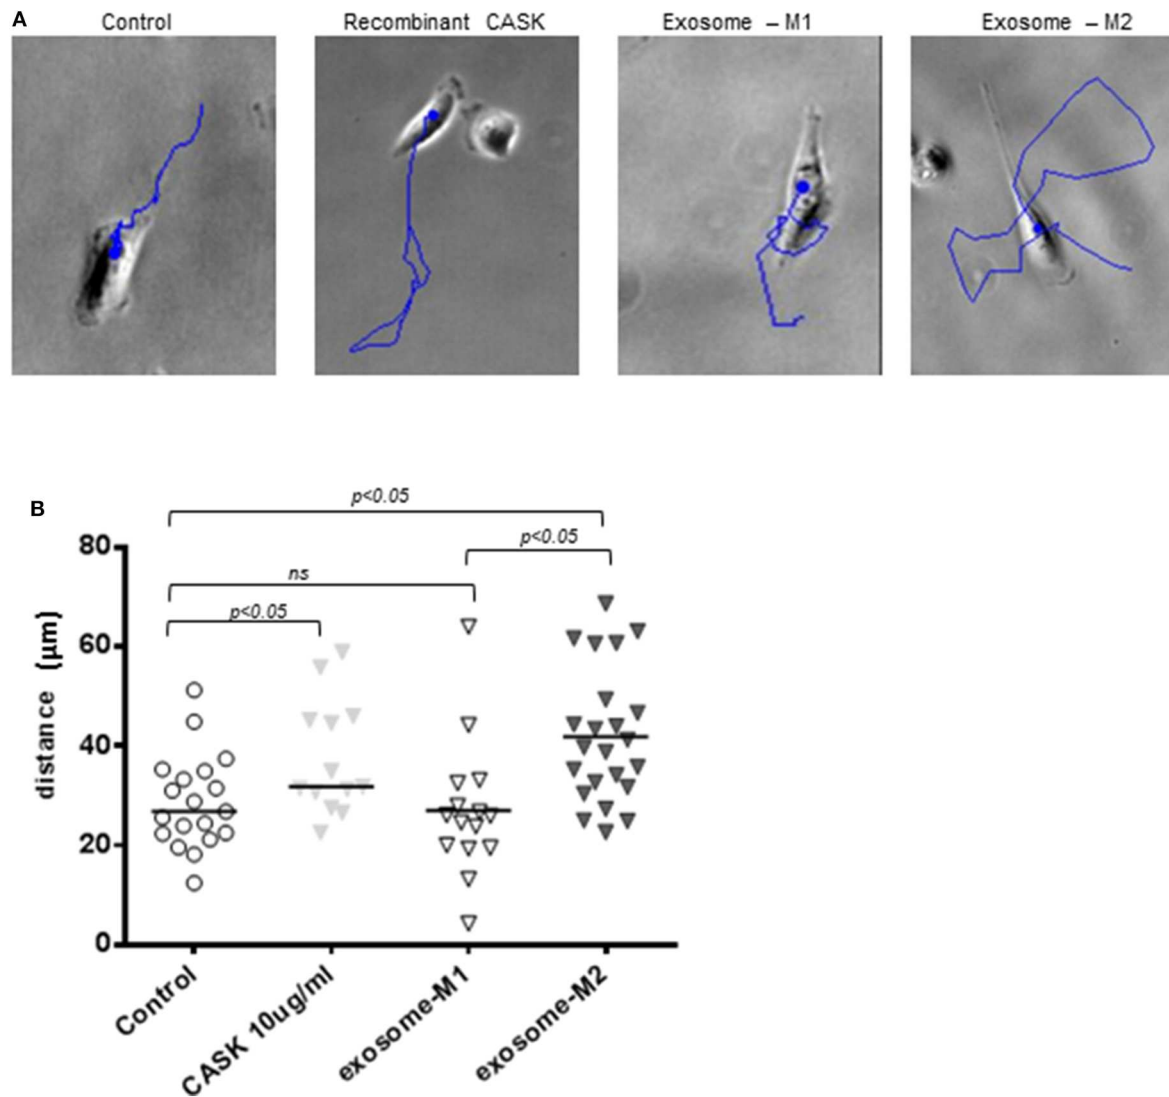 A
Control Recombinant CASK Exosome – M1 Exosome – M2
B
p<0.05
p<0.05
ns
p<0.05
80
60
40
20
0
distance (µm)
Control
CASK 10ug/ml
exosome-M1
exosome-M2